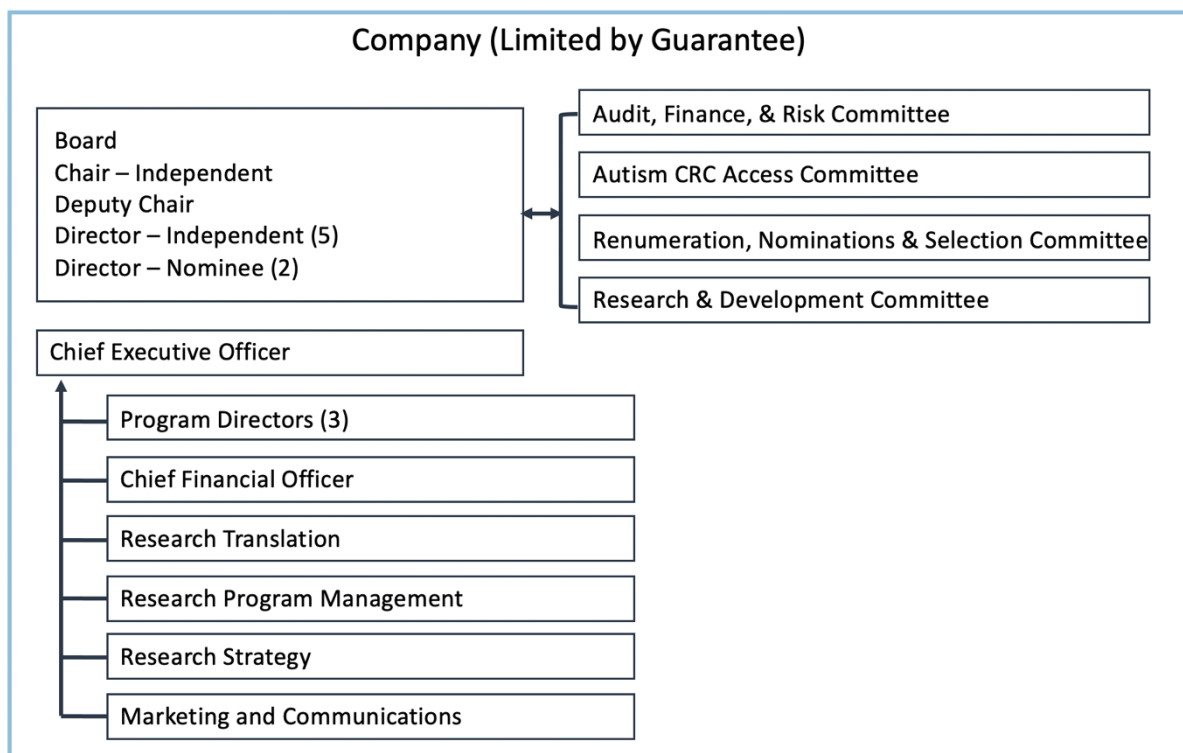 Company (Limited by Guarantee)
Board
Chair – Independent
Deputy Chair
Director – Independent (5)
Director – Nominee (2)
Audit, Finance, & Risk Committee
Autism CRC Access Committee
Renumeration, Nominations & Selection Committee
Research & Development Committee
Chief Executive Officer
Program Directors (3)
Chief Financial Officer
Research Translation
Research Program Management
Research Strategy
Marketing and Communications